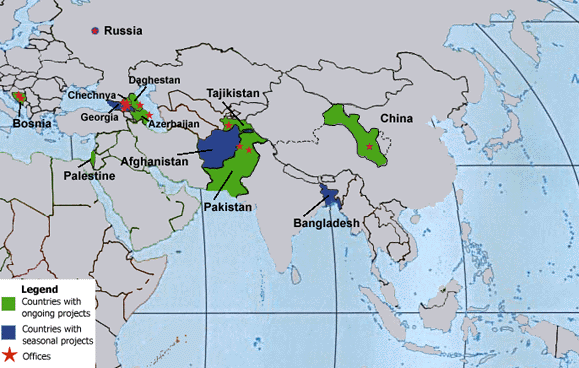 Russia
Daghestan
Chechnya
Tajikistan
Georgia
Azerbaijan
China
Bosnia
Afghanistan
Palestine
Pakistan
Bangladesh
Legend
Countries with
ongoing projects
Countries with
seasonal projects
Offices